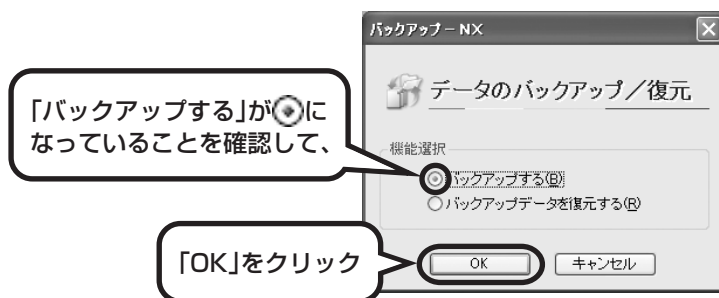 バックアップ－NX
データのバックアップ／復元
「バックアップする」が◉に
なっていることを確認して、
機能選択
バックアップする(B)
バックアップデータを復元する(R)
「OK」をクリック
OK
キャンセル